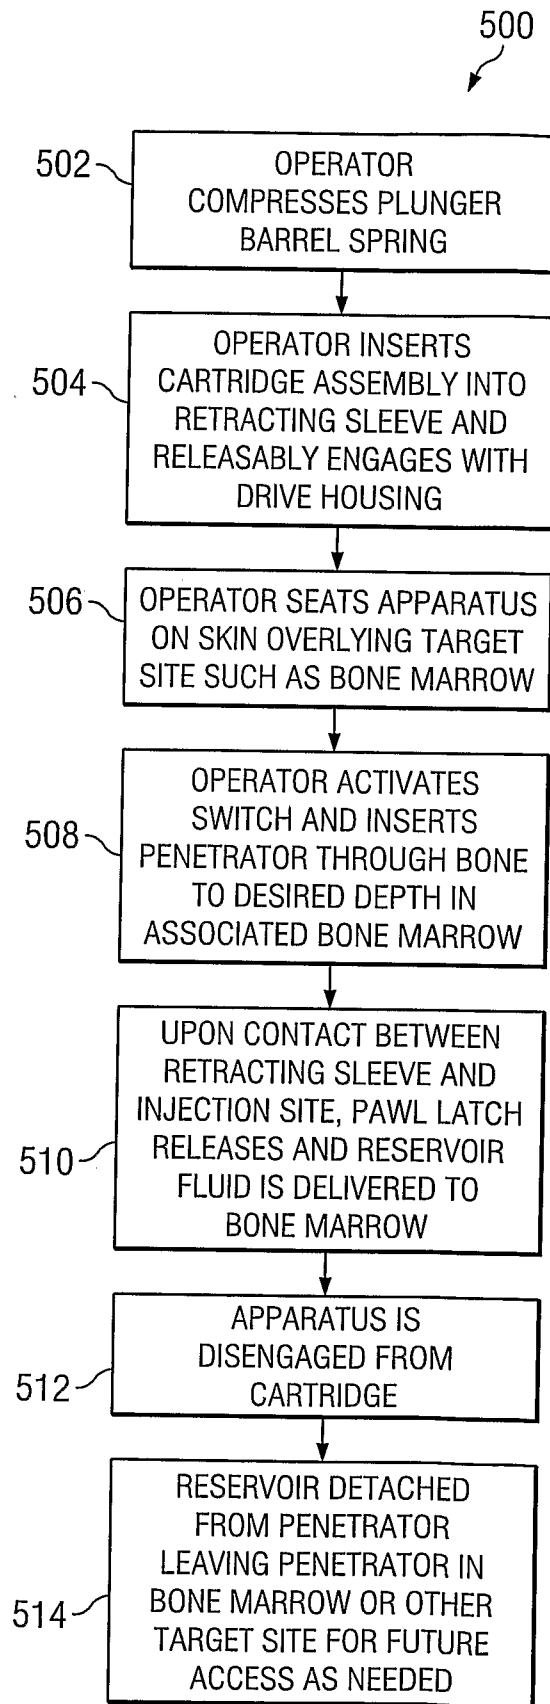 500
502
OPERATOR
COMPRESSES PLUNGER
BARREL SPRING
504
OPERATOR INSERTS
CARTRIDGE ASSEMBLY INTO
RETRACTING SLEEVE AND
RELEASABLY ENGAGES WITH
DRIVE HOUSING
506
OPERATOR SEATS APPARATUS
ON SKIN OVERLYING TARGET
SITE SUCH AS BONE MARROW
508
OPERATOR ACTIVATES
SWITCH AND INSERTS
PENETRATOR THROUGH BONE
TO DESIRED DEPTH IN
ASSOCIATED BONE MARROW
510
UPON CONTACT BETWEEN
RETRACTING SLEEVE AND
INJECTION SITE, PAWL LATCH
RELEASES AND RESERVOIR
FLUID IS DELIVERED TO
BONE MARROW
512
APPARATUS IS
DISENGAGED FROM
CARTRIDGE
514
RESERVOIR DETACHED
FROM PENETRATOR
LEAVING PENETRATOR IN
BONE MARROW OR OTHER
TARGET SITE FOR FUTURE
ACCESS AS NEEDED